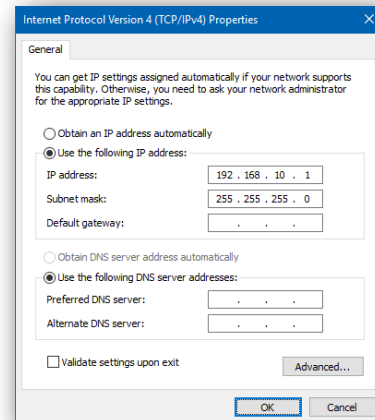 Internet Protocol Version 4 (TCP/IPv4) Properties
General
You can get IP settings assigned automatically if your network supports
this capability. Otherwise, you need to ask your network administrator
for the appropriate IP settings.
Obtain an IP address automatically
Use the following IP address:
IP address: 192 . 168 . 10 . 1
Subnet mask: 255 . 255 . 255 . 0
Default gateway: . . .
Obtain DNS server address automatically
Use the following DNS server addresses:
Preferred DNS server: . . .
Alternate DNS server: . . .
Validate settings upon exit
Advanced...
OK Cancel